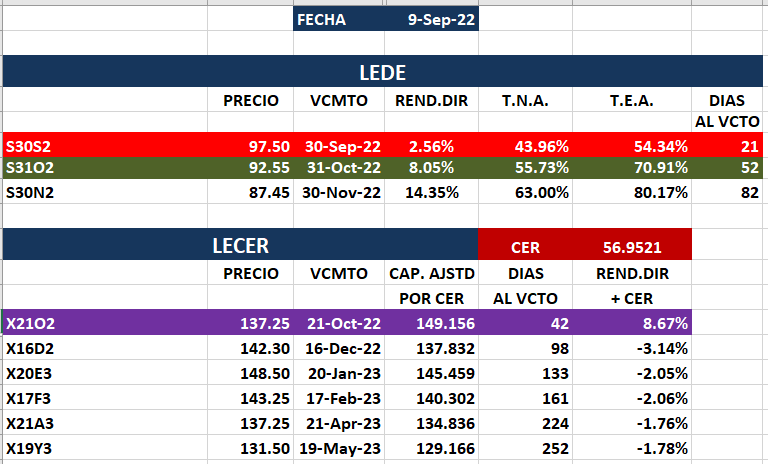 FECHA 9-Sep-22
LEDE
PRECIO VCMTO REND.DIR T.N.A. T.E.A. DIAS
AL VCTO
S30S2 97.50 30-Sep-22 2.56% 43.96% 54.34% 21
S31O2 92.55 31-Oct-22 8.05% 55.73% 70.91% 52
S30N2 87.45 30-Nov-22 14.35% 63.00% 80.17% 82
LECER CER 56.9521
PRECIO VCMTO CAP. AJSTD DIAS REND.DIR
POR CER AL VCTO + CER
X21O2 137.25 21-Oct-22 149.156 42 8.67%
X16D2 142.30 16-Dec-22 137.832 98 -3.14%
X20E3 148.50 20-Jan-23 145.459 133 -2.05%
X17F3 143.25 17-Feb-23 140.302 161 -2.06%
X21A3 137.25 21-Apr-23 134.836 224 -1.76%
X19Y3 131.50 19-May-23 129.166 252 -1.78%